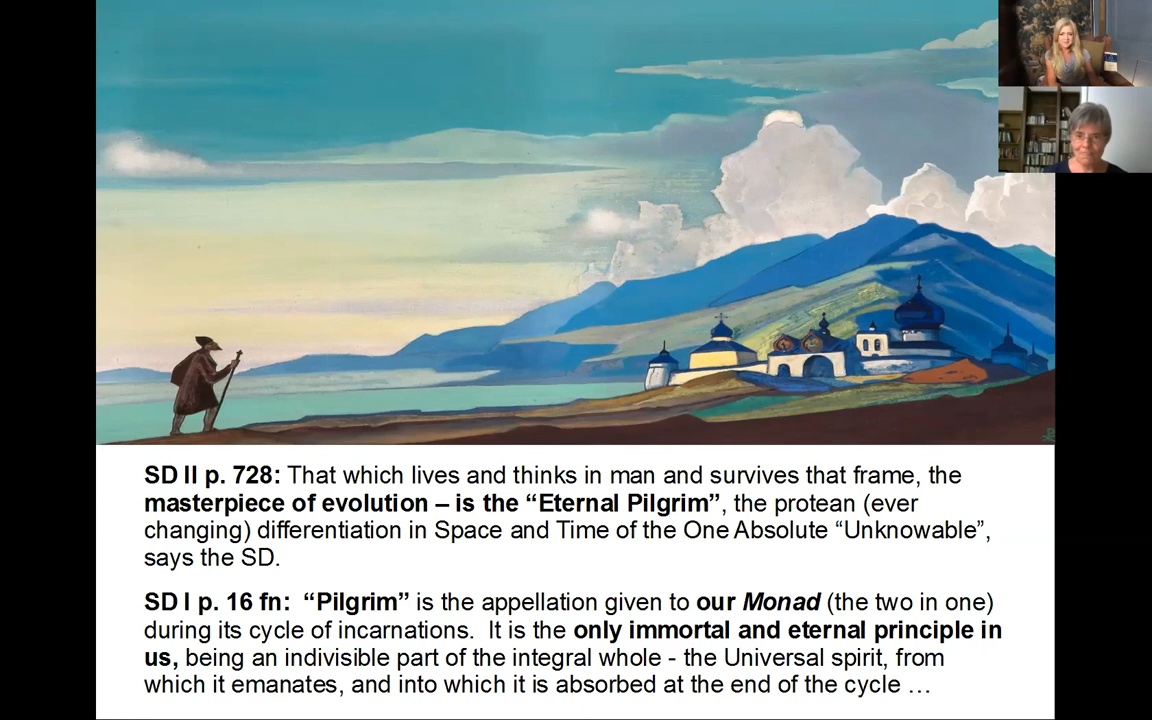 SD II p. 728: That which lives and thinks in man and survives that frame, the
masterpiece of evolution – is the “Eternal Pilgrim”, the protean (ever
changing) differentiation in Space and Time of the One Absolute “Unknowable”,
says the SD.
SD I p. 16 fn:  “Pilgrim” is the appellation given to our Monad (the two in one)
during its cycle of incarnations.  It is the only immortal and eternal principle in
us, being an indivisible part of the integral whole - the Universal spirit, from
which it emanates, and into which it is absorbed at the end of the cycle …